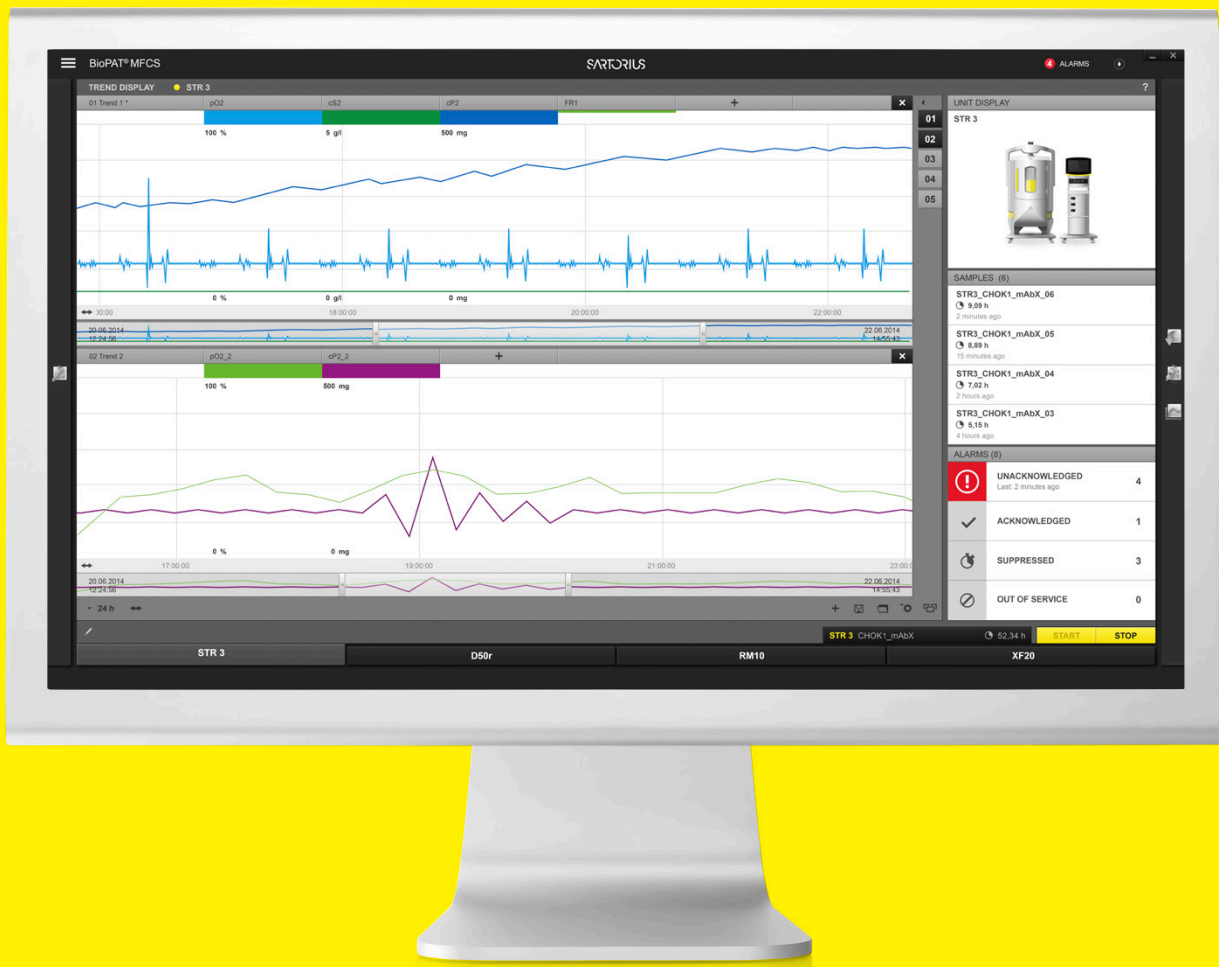 BioPAT® MFCS
SARTORIUS
4 ALARMS
TREND DISPLAY STR 3 ?
01 Trend 1 * pO2 cS2 cP2 FR1 +
100 % 5 g/l 500 mg
0 % 0 g/l 0 mg
18:00:00 20:00:00 22:00:00
20.06.2014 22.06.2014
12:24:56 14:55:43
02 Trend 2 pO2_2 cP2_2 +
100 % 500 mg
0 % 0 mg
17:00:00 19:00:00 21:00:00
20.06.2014 22.06.2014
12:24:56 14:55:43
24 h
01
02
03
04
05
UNIT DISPLAY
STR 3
SAMPLES (6)
STR3_CHOK1_mAbX_06
9,09 h
2 minutes ago
STR3_CHOK1_mAbX_05
8,89 h
15 minutes ago
STR3_CHOK1_mAbX_04
7,02 h
2 hours ago
STR3_CHOK1_mAbX_03
5,15 h
4 hours ago
ALARMS (8)
UNACKNOWLEDGED 4
Last: 2 minutes ago
ACKNOWLEDGED 1
SUPPRESSED 3
OUT OF SERVICE 0
STR 3 CHOK1_mAbX 52,34 h START STOP
STR 3 D50r RM10 XF20